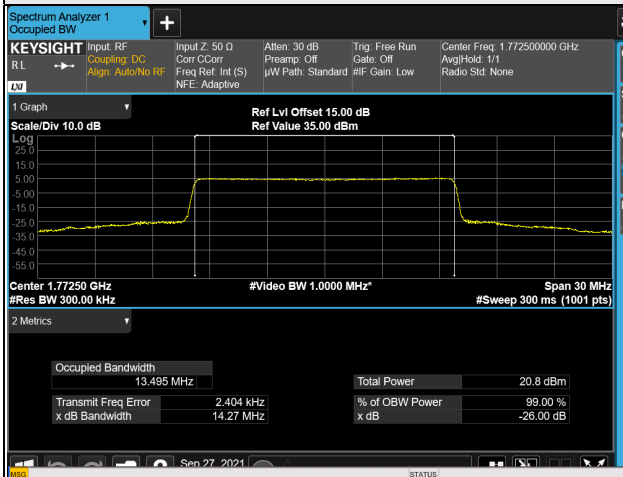 Spectrum Analyzer 1
Occupied BW
+
KEYSIGHT
RL
LXI
Input: RF
Coupling: DC
Align: Auto/No RF
Input Z: 50 Ω
Corr CCorr
Freq Ref: Int (S)
NFE: Adaptive
Atten: 30 dB
Preamp: Off
µW Path: Standard
Trig: Free Run
Gate: Off
#IF Gain: Low
Center Freq: 1.772500000 GHz
Avg|Hold: 1/1
Radio Std: None
1 Graph
Scale/Div 10.0 dB
Ref Lvl Offset 15.00 dB
Ref Value 35.00 dBm
Log
25.0
15.0
5.00
-5.00
-15.0
-25.0
-35.0
-45.0
-55.0
Center 1.77250 GHz
#Video BW 1.0000 MHz*
Span 30 MHz
#Res BW 300.00 kHz
#Sweep 300 ms (1001 pts)
2 Metrics
Occupied Bandwidth
13.495 MHz
Total Power 20.8 dBm
Transmit Freq Error 2.404 kHz
% of OBW Power 99.00 %
x dB Bandwidth 14.27 MHz
x dB -26.00 dB
Sep 27, 2021
MSG
STATUS